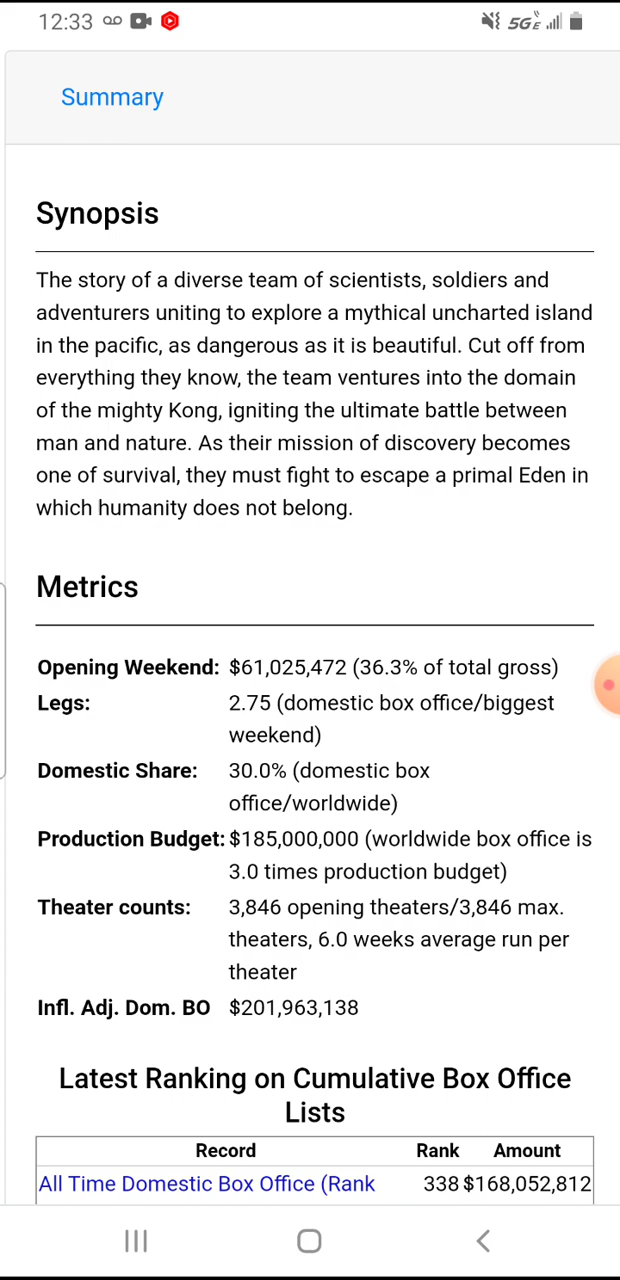 12:33
5GE
Summary
Synopsis
The story of a diverse team of scientists, soldiers and
adventurers uniting to explore a mythical uncharted island
in the pacific, as dangerous as it is beautiful. Cut off from
everything they know, the team ventures into the domain
of the mighty Kong, igniting the ultimate battle between
man and nature. As their mission of discovery becomes
one of survival, they must fight to escape a primal Eden in
which humanity does not belong.
Metrics
Opening Weekend: $61,025,472 (36.3% of total gross)
Legs: 2.75 (domestic box office/biggest
weekend)
Domestic Share: 30.0% (domestic box
office/worldwide)
Production Budget: $185,000,000 (worldwide box office is
3.0 times production budget)
Theater counts: 3,846 opening theaters/3,846 max.
theaters, 6.0 weeks average run per
theater
Infl. Adj. Dom. BO $201,963,138
Latest Ranking on Cumulative Box Office
Lists
Record Rank Amount
All Time Domestic Box Office (Rank 338 $168,052,812